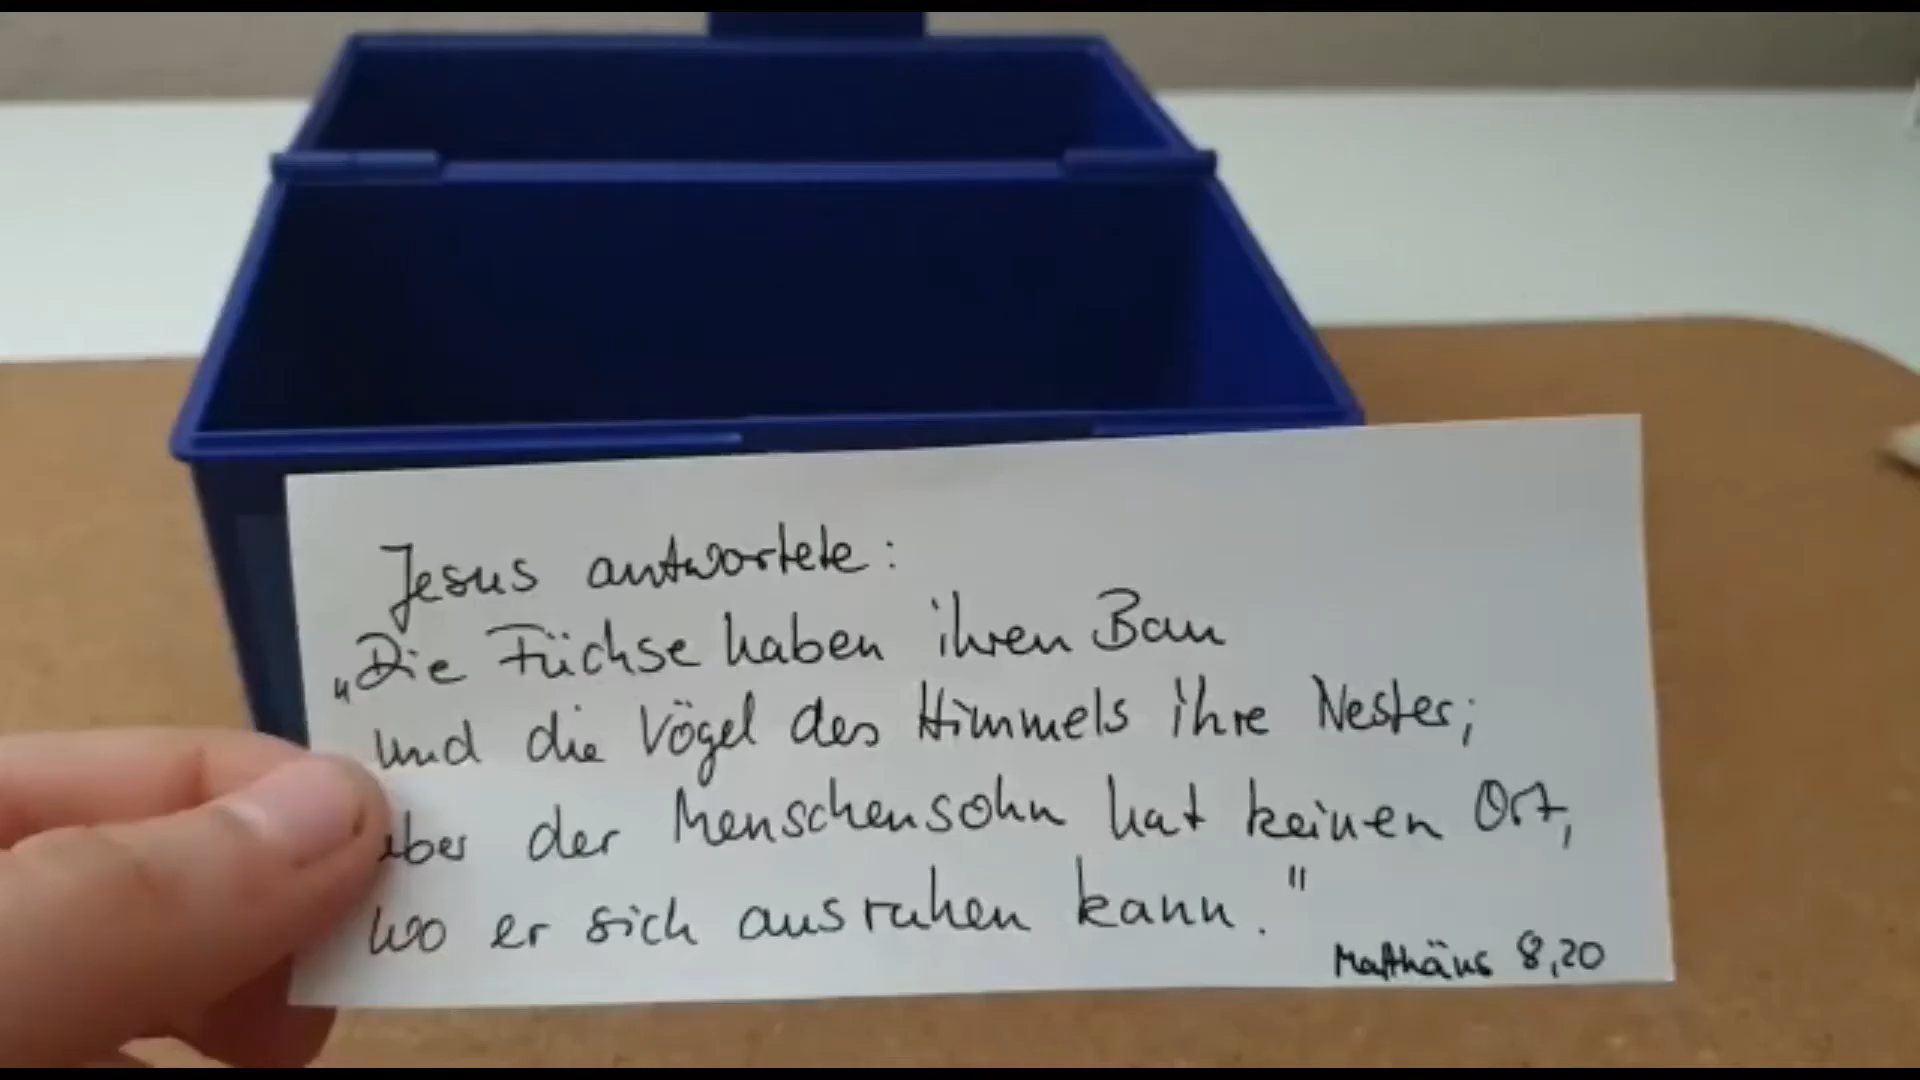 Jesus antwortete:
„Die Füchse haben ihren Bau
und die Vögel des Himmels ihre Nester;
aber der Menschensohn hat keinen Ort,
wo er sich ausruhen kann."
Matthäus 8,20